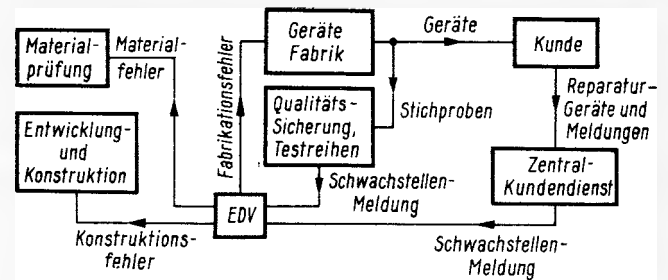 Material-
prüfung
Material-
fehler
Fabrikationsfehler
Geräte
Fabrik
Geräte
Kunde
Entwicklung-
und
Konstruktion
Qualitäts-
Sicherung,
Testreihen
Stichproben
Reparatur-
Geräte und
Meldungen
Zentral-
Kundendienst
Schwachstellen-
Meldung
EDV
Konstruktions-
fehler
Schwachstellen-
Meldung